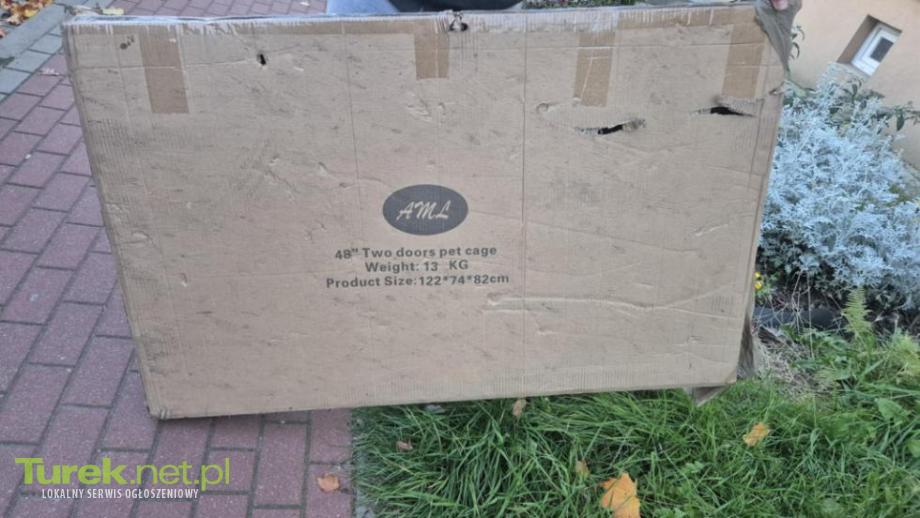 AML
48" Two doors pet cage
Weight: 13 KG
Product Size:122*74*82cm
Turek.net.pl
LOKALNY SERWIS OGŁOSZENIOWY